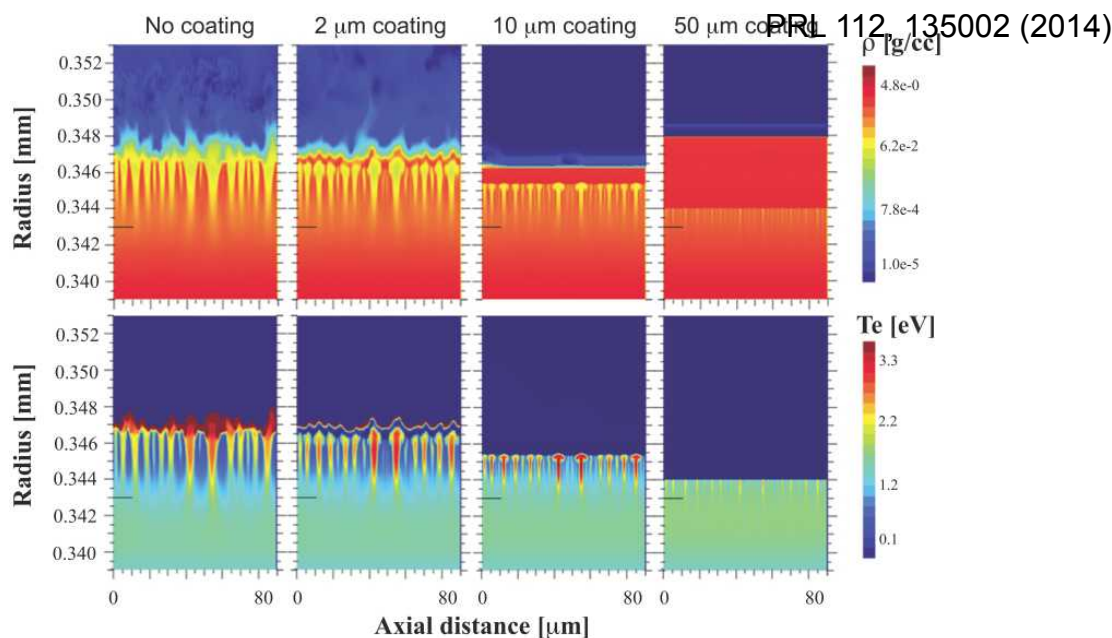 No coating 2 μm coating 10 μm coating 50 μm coating
PRL 112, 135002 (2014)
ρ [g/cc]
4.8e-0
6.2e-2
7.8e-4
1.0e-5
Radius [mm]
0.352
0.350
0.348
0.346
0.344
0.342
0.340
Te [eV]
3.3
2.2
1.2
0.1
Radius [mm]
0.352
0.350
0.348
0.346
0.344
0.342
0.340
0 80 0 80 0 80 0 80
Axial distance [μm]